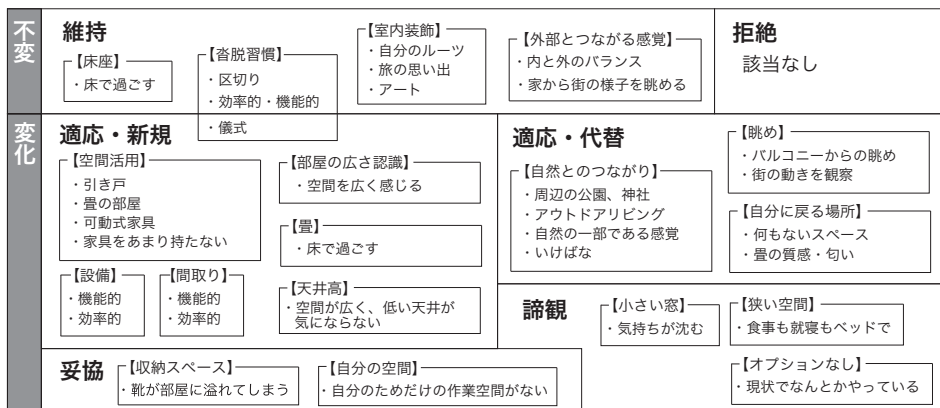 不変
維持
【床座】
・床で過ごす
【沓脱習慣】
・区切り
・効率的・機能的
・儀式
【室内装飾】
・自分のルーツ
・旅の思い出
・アート
【外部とつながる感覚】
・内と外のバランス
・家から街の様子を眺める
拒絶
該当なし
変化
適応・新規
【空間活用】
・引き戸
・畳の部屋
・可動式家具
・家具をあまり持たない
【部屋の広さ認識】
・空間を広く感じる
【畳】
・床で過ごす
【設備】
・機能的
・効率的
【間取り】
・機能的
・効率的
【天井高】
・空間が広く、低い天井が
気にならない
適応・代替
【自然とのつながり】
・周辺の公園、神社
・アウトドアリビング
・自然の一部である感覚
・いけばな
【眺め】
・バルコニーからの眺め
・街の動きを観察
【自分に戻る場所】
・何もないスペース
・畳の質感・匂い
諦観
【小さい窓】
・気持ちが沈む
【狭い空間】
・食事も就寝もベッドで
【オプションなし】
・現状でなんとかやっている
妥協
【収納スペース】
・靴が部屋に溢れてしまう
【自分の空間】
・自分のためだけの作業空間がない